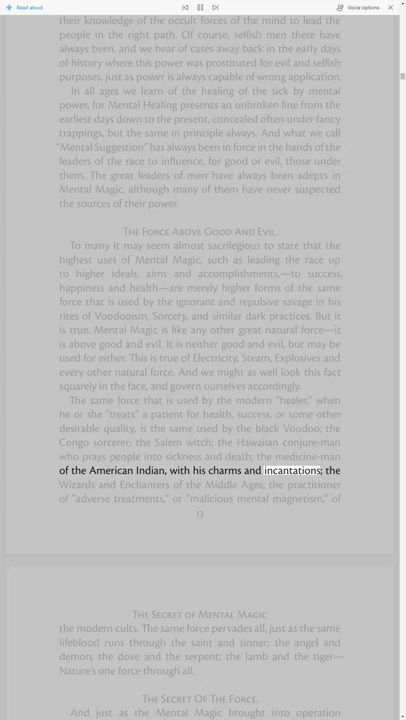 Read aloud
Voice options
their knowledge of the occult forces of the mind to lead the
people in the right path. Of course, selfish men there have
always been, and we hear of cases away back in the early days
of history where this power was prostituted for evil and selfish
purposes, just as power is always capable of wrong application.
In all ages we learn of the healing of the sick by mental
power, for Mental Healing presents an unbroken line from the
earliest days down to the present, concealed often under fancy
trappings, but the same in principle always. And what we call
“Mental Suggestion” has always been in force in the hands of the
leaders of the race to influence, for good or evil, those under
them. The great leaders of men have always been adepts in
Mental Magic, although many of them have never suspected
the sources of their power.
The Force Above Good And Evil.
To many it may seem almost sacrilegious to state that the
highest uses of Mental Magic, such as leading the race up
to higher ideals, aims and accomplishments,—to success,
happiness and health—are merely higher forms of the same
force that is used by the ignorant and repulsive savage in his
rites of Voodooism, Sorcery, and similar dark practices. But it
is true. Mental Magic is like any other great natural force—it
is above good and evil. It is neither good and evil, but may be
used for either. This is true of Electricity, Steam, Explosives and
every other natural force. And we might as well look this fact
squarely in the face, and govern ourselves accordingly.
The same force that is used by the modern “healer,” when
he or she “treats” a patient for health, success, or some other
desirable quality, is the same used by the black Voodoo; the
Congo sorcerer; the Salem witch; the Hawaiian conjure-man
who prays people into sickness and death; the medicine-man
of the American Indian, with his charms and incantations; the
Wizards and Enchanters of the Middle Ages; the practitioner
of “adverse treatments,” or “malicious mental magnetism,” of
13
The Secret of Mental Magic
the modern cults. The same force pervades all, just as the same
lifeblood runs through the saint and sinner; the angel and
demon; the dove and the serpent; the lamb and the tiger—
Nature’s one force through all.
The Secret Of The Force.
And just as the Mental Magic brought into operation